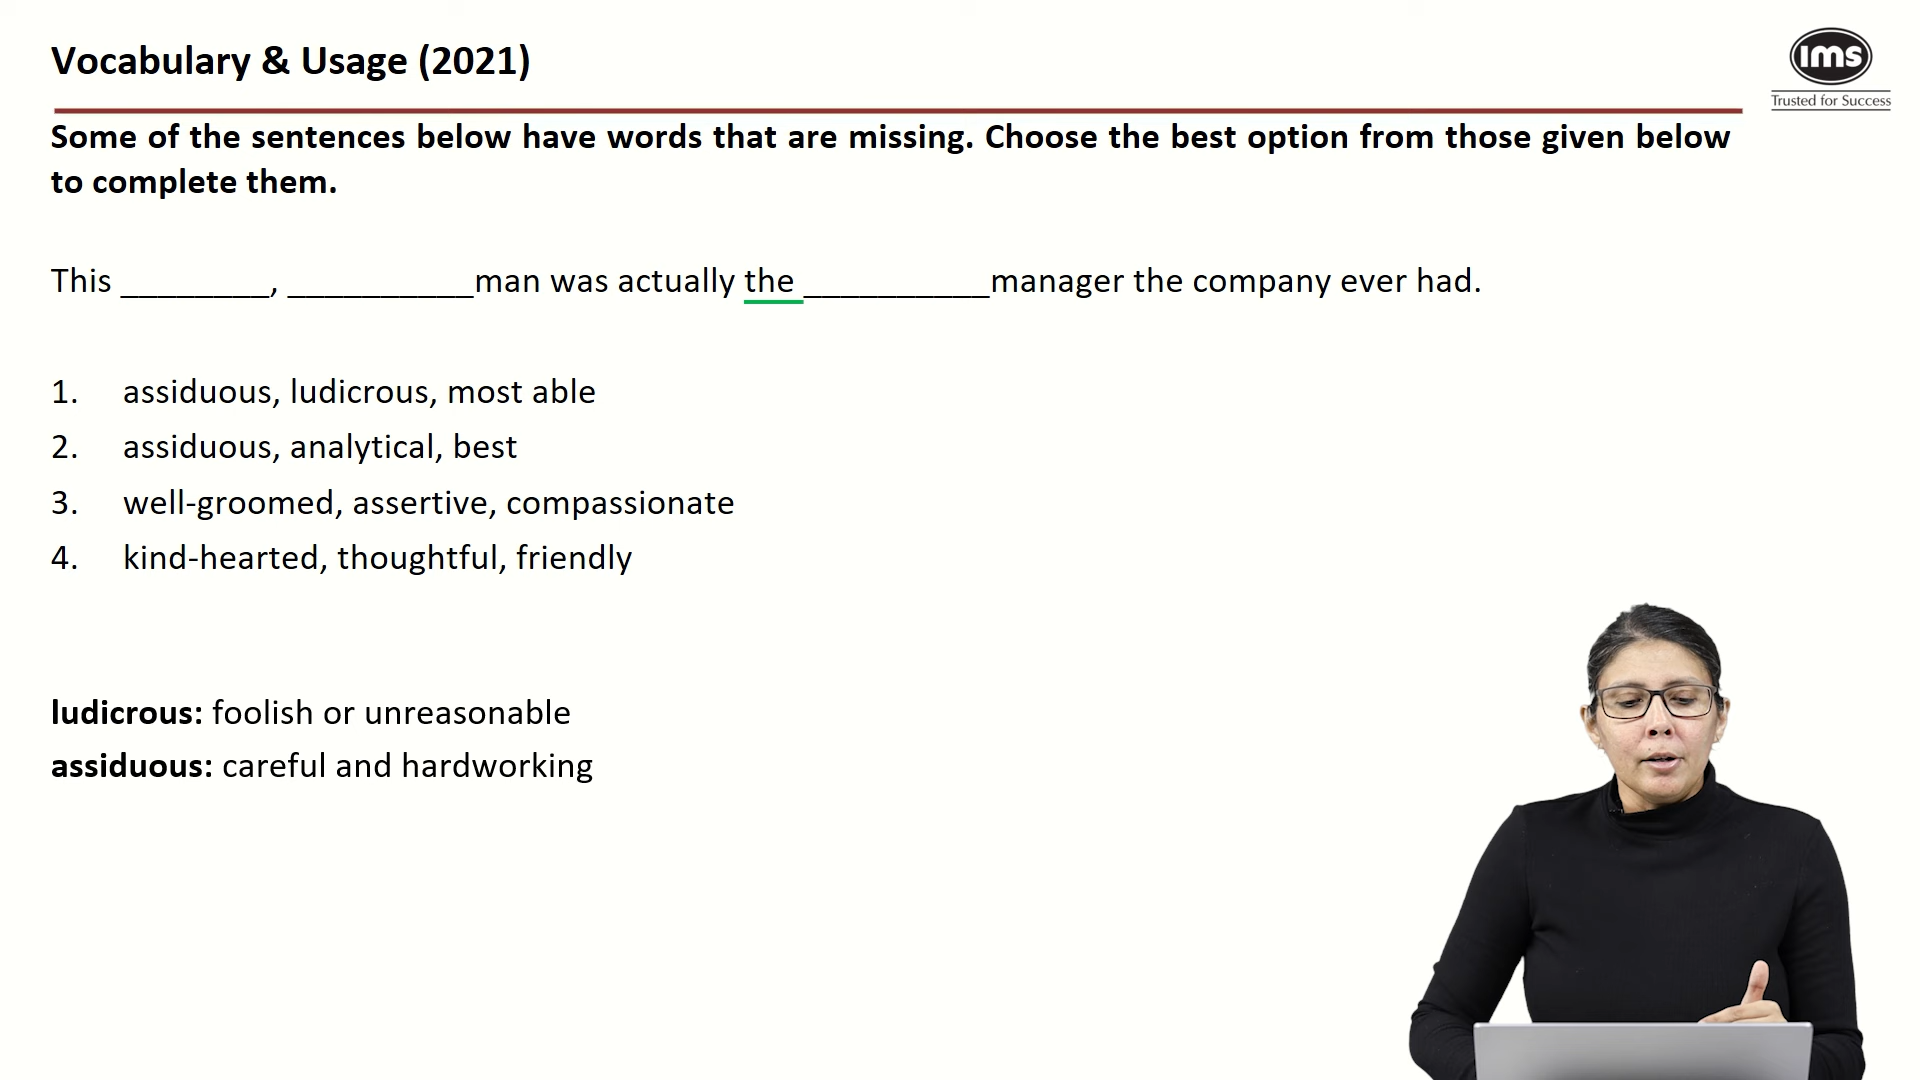 Vocabulary & Usage (2021)
ims
Trusted for Success
Some of the sentences below have words that are missing. Choose the best option from those given below
to complete them.
This ________, __________man was actually the __________manager the company ever had.
1. assiduous, ludicrous, most able
2. assiduous, analytical, best
3. well-groomed, assertive, compassionate
4. kind-hearted, thoughtful, friendly
ludicrous: foolish or unreasonable
assiduous: careful and hardworking